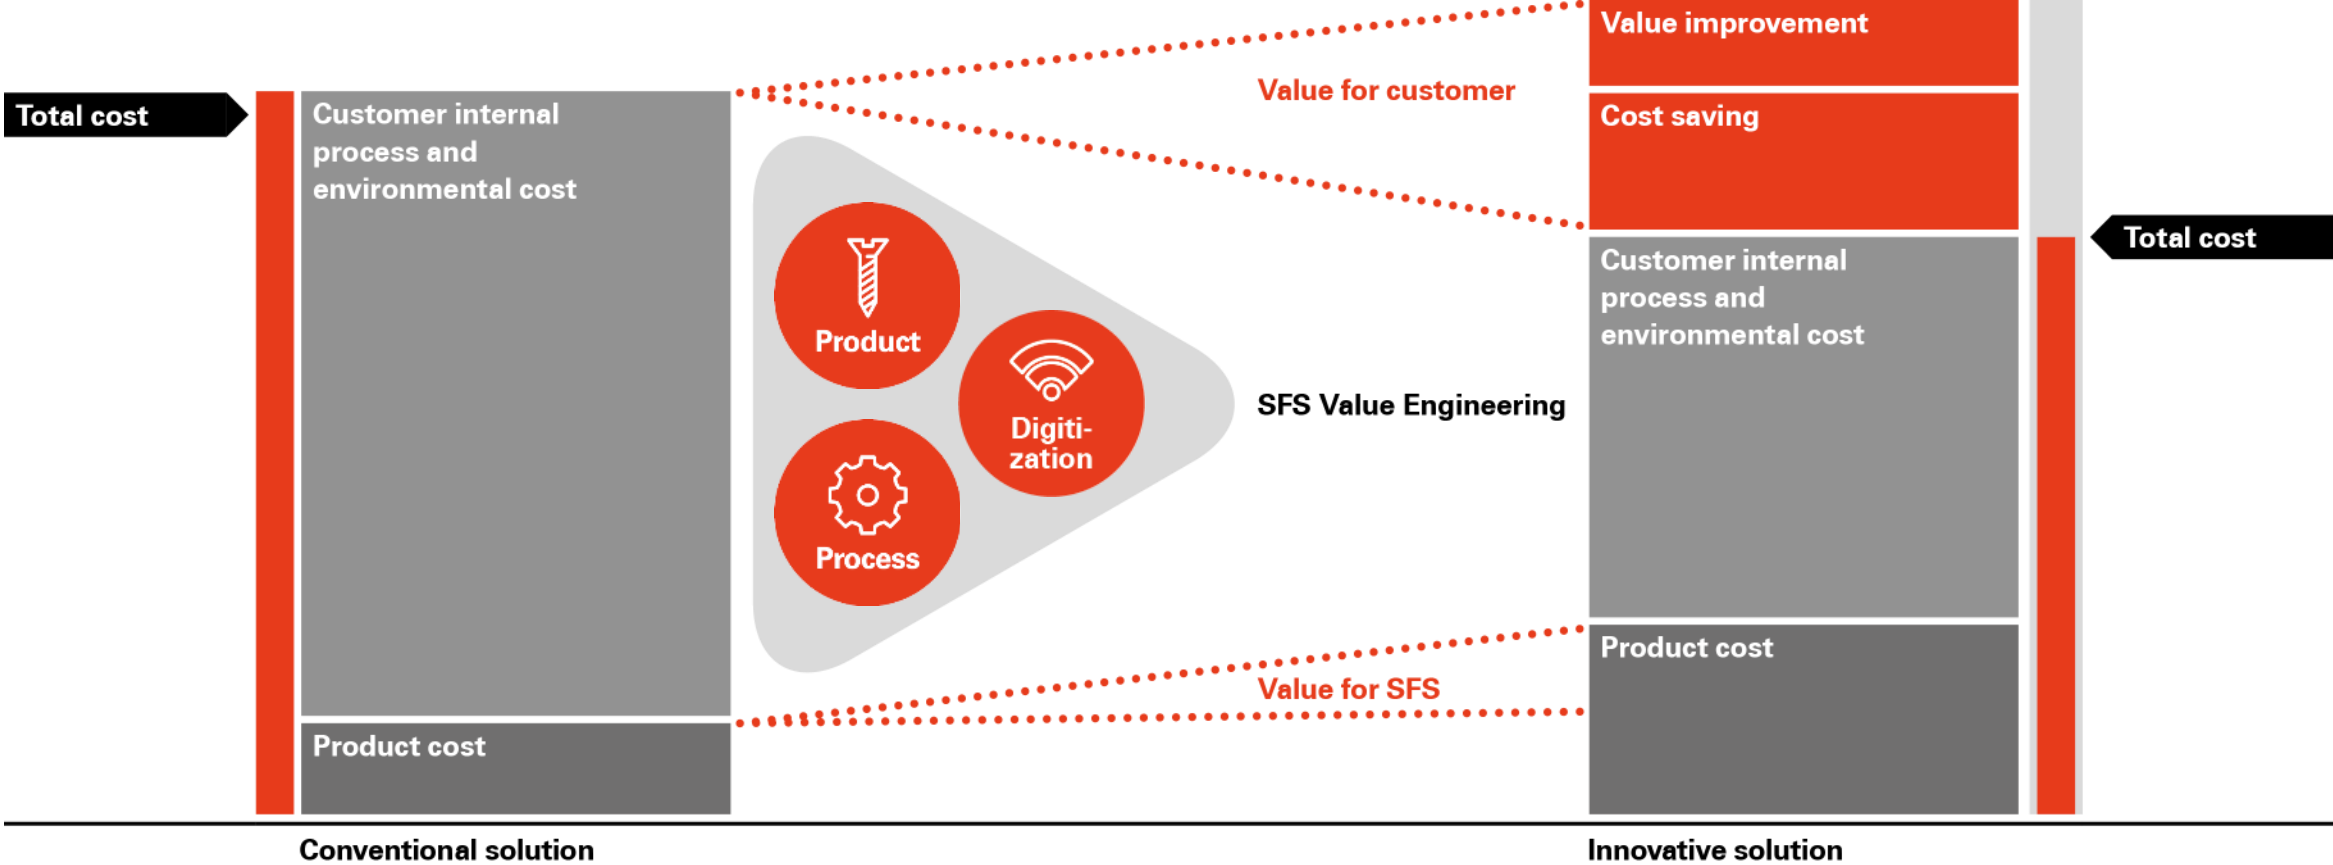 Total cost
Customer internal
process and
environmental cost
Product cost
Conventional solution
Product
Process
Digiti-
zation
Value for customer
SFS Value Engineering
Value for SFS
Value improvement
Cost saving
Customer internal
process and
environmental cost
Product cost
Innovative solution
Total cost